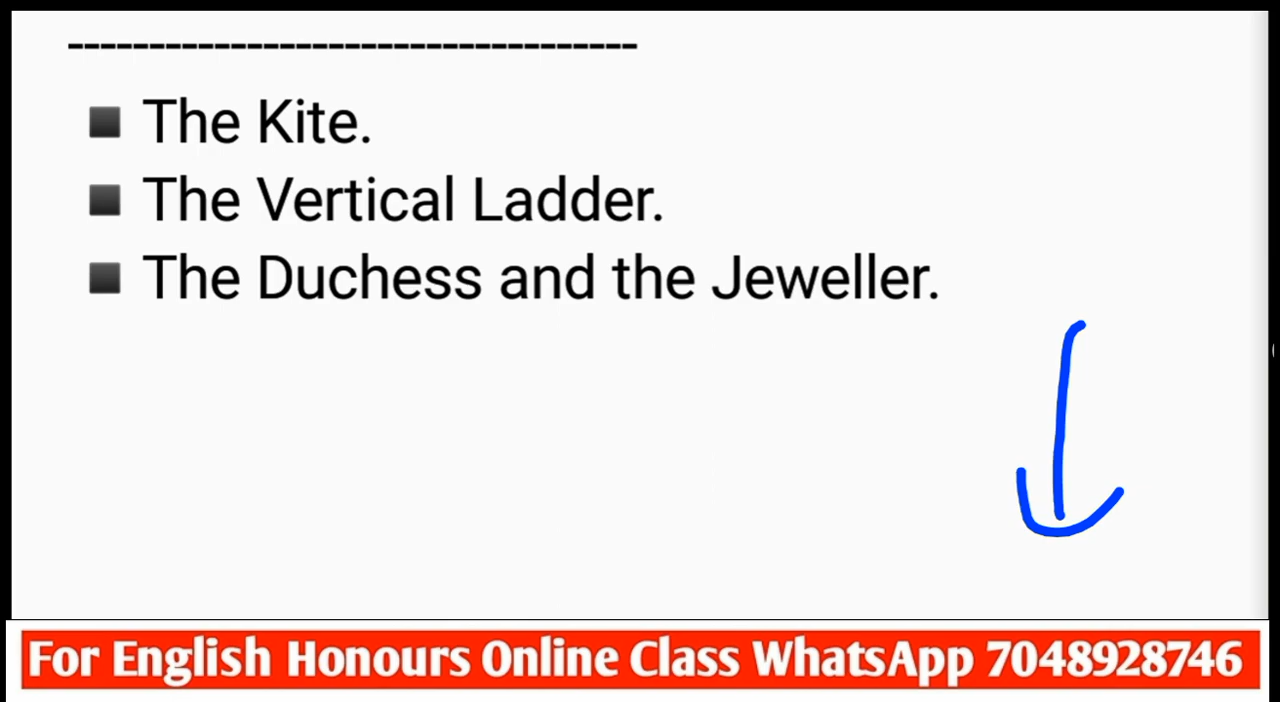 -----------------------------------
▪ The Kite.
▪ The Vertical Ladder.
▪ The Duchess and the Jeweller.
For English Honours Online Class WhatsApp 7048928746